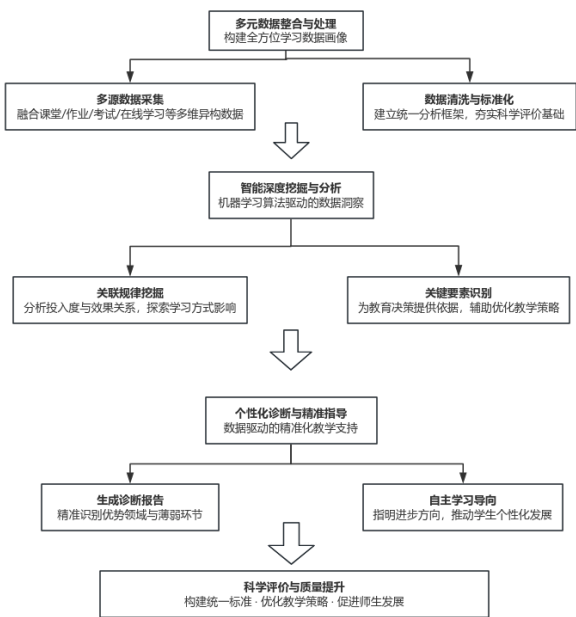 多元数据整合与处理
构建全方位学习数据画像
多源数据采集
融合课堂/作业/考试/在线学习等多维异构数据
数据清洗与标准化
建立统一分析框架，夯实科学评价基础
智能深度挖掘与分析
机器学习算法驱动的数据洞察
关联规律挖掘
分析投入度与效果关系，探索学习方式影响
关键要素识别
为教育决策提供依据，辅助优化教学策略
个性化诊断与精准指导
数据驱动的精准化教学支持
生成诊断报告
精准识别优势领域与薄弱环节
自主学习导向
指明进步方向，推动学生个性化发展
科学评价与质量提升
构建统一标准 · 优化教学策略 · 促进师生发展